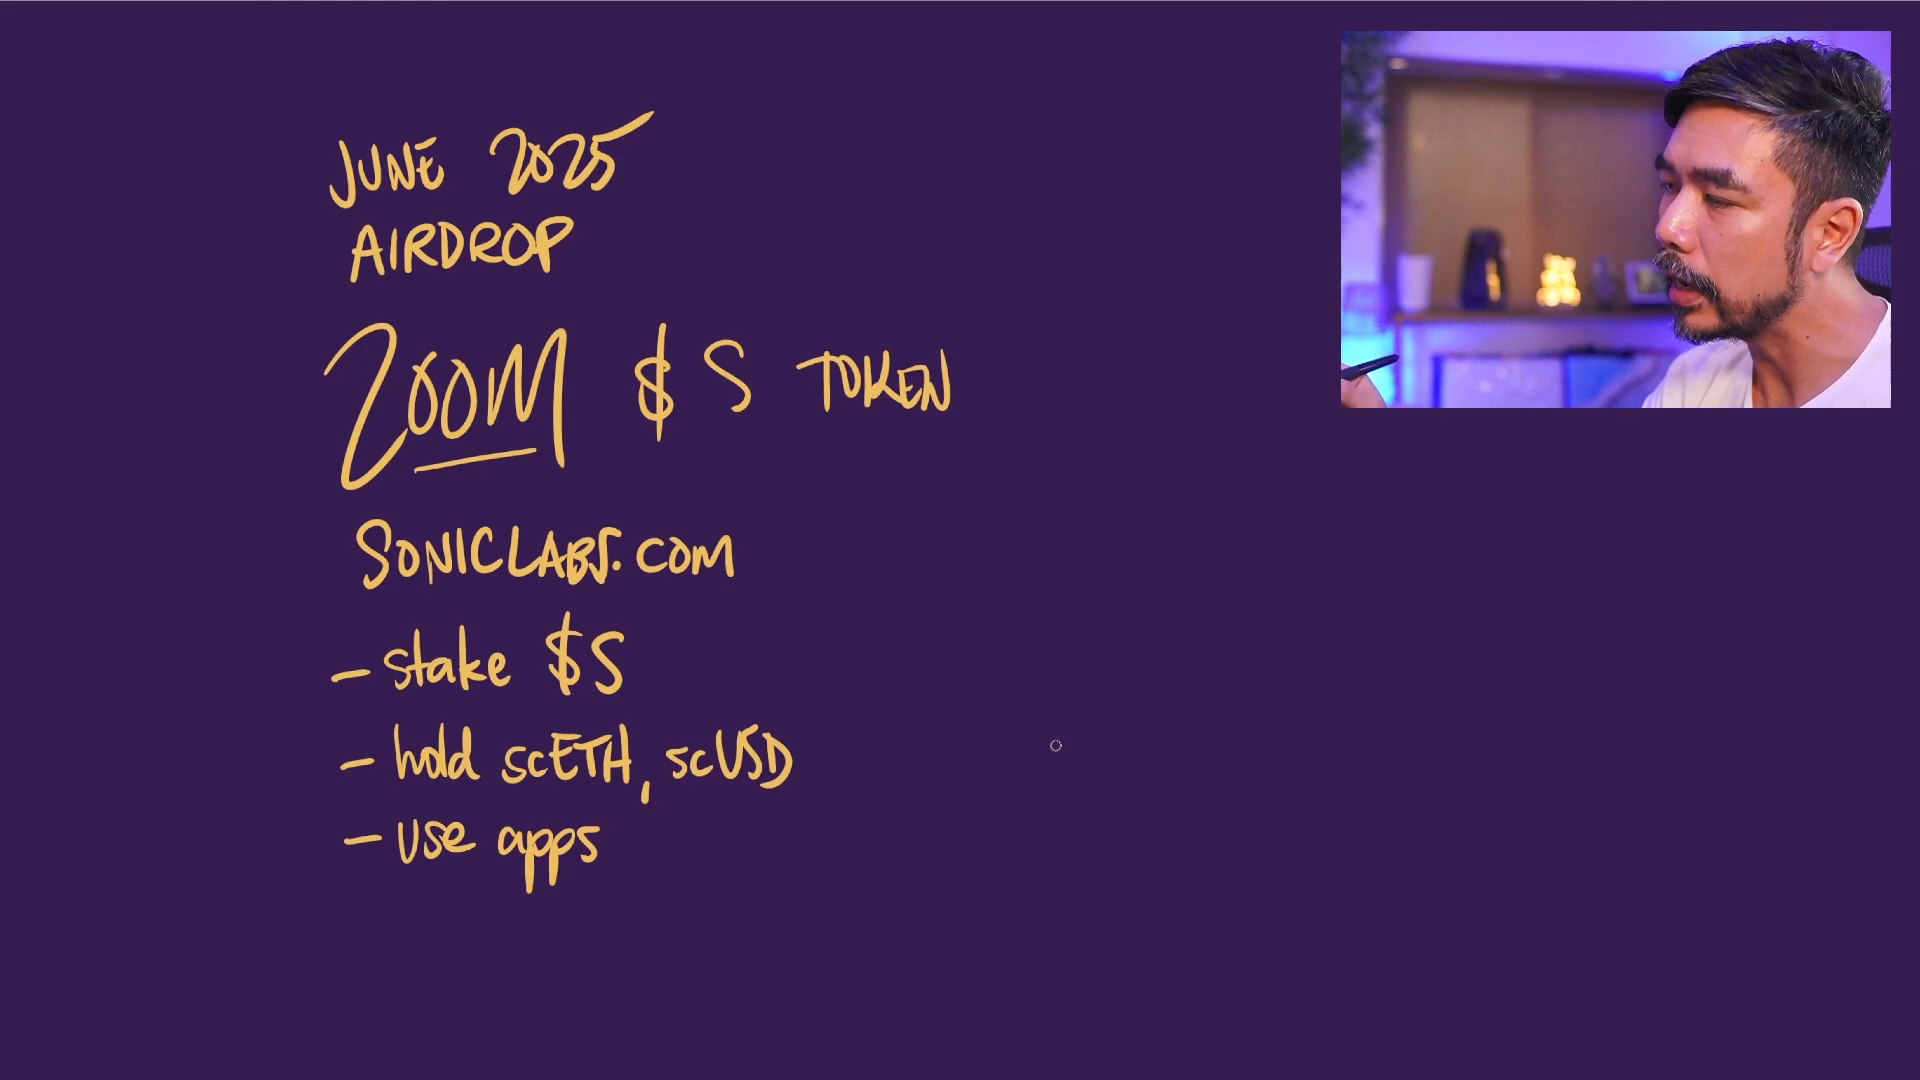 JUNE 2025
AIRDROP
200M $S TOKEN
SONICLABS.COM
- stake $S
- hold scETH, scUSD
- use apps